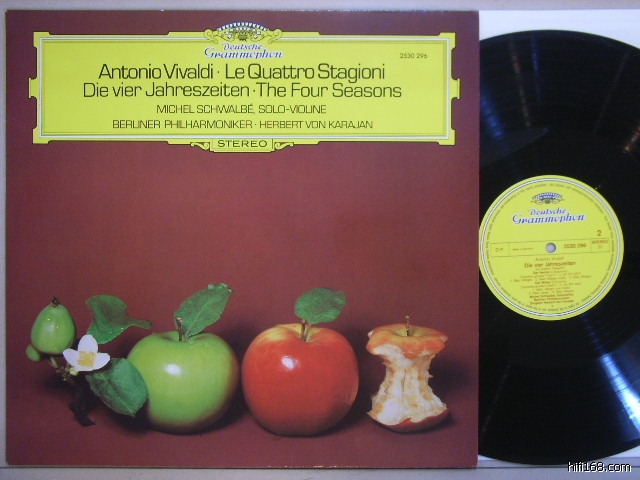 Deutsche
Grammophon
2530 296
Antonio Vivaldi · Le Quattro Stagioni
Die vier Jahreszeiten · The Four Seasons
MICHEL SCHWALBÉ, SOLO-VIOLINE
BERLINER PHILHARMONIKER · HERBERT VON KARAJAN
STEREO
Deutsche
Grammophon
2
2530 296
STEREO
Antonio Vivaldi
Die vier Jahreszeiten
hifi168.com